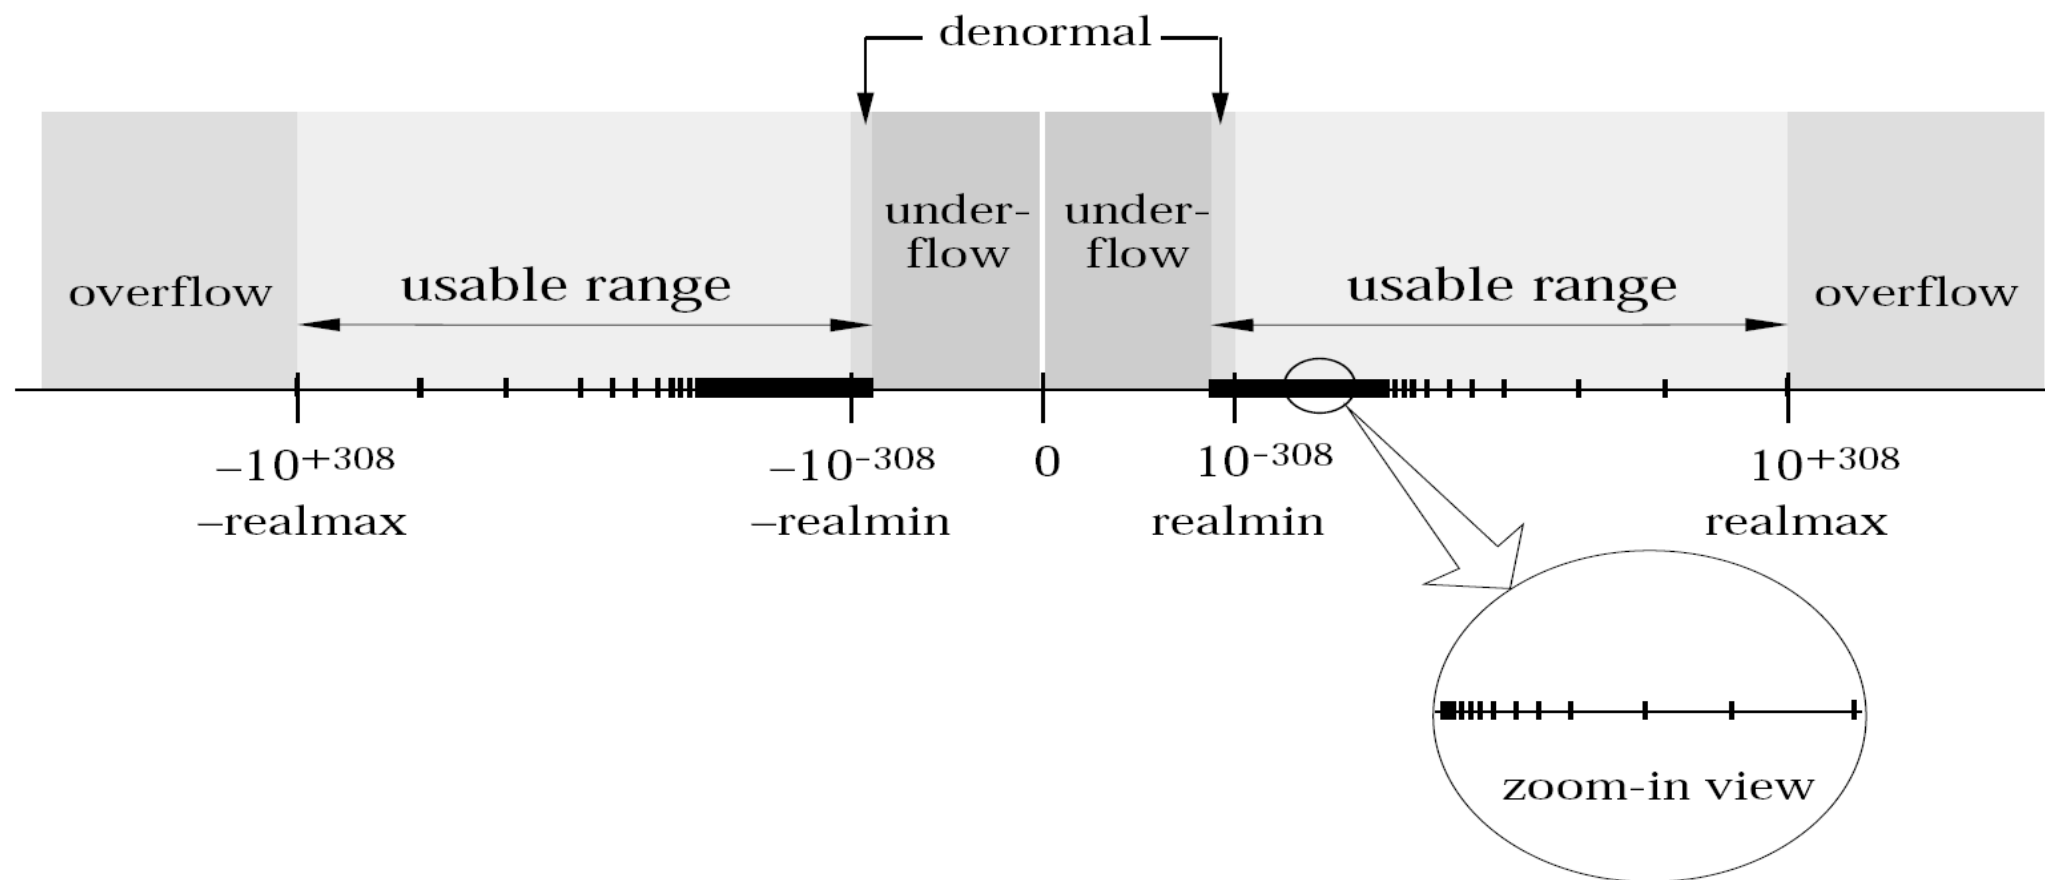 denormal
under-
flow
under-
flow
overflow
usable range
usable range
overflow
–10⁺³⁰⁸
–10⁻³⁰⁸
0
10⁻³⁰⁸
10⁺³⁰⁸
–realmax
–realmin
realmin
realmax
zoom-in view